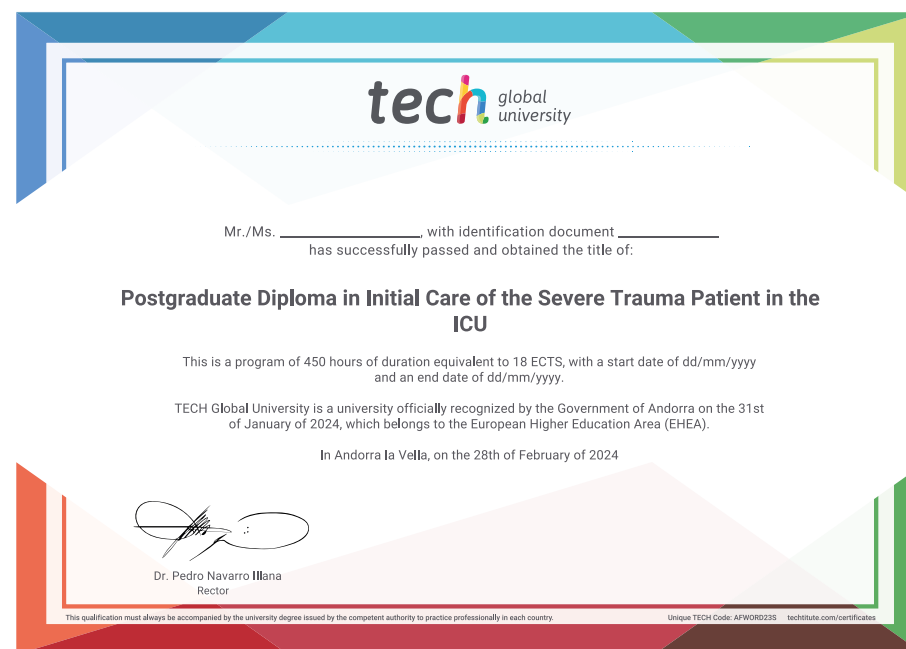 tech global university
Mr./Ms. ____________________, with identification document ______________
has successfully passed and obtained the title of:
Postgraduate Diploma in Initial Care of the Severe Trauma Patient in the
ICU
This is a program of 450 hours of duration equivalent to 18 ECTS, with a start date of dd/mm/yyyy
and an end date of dd/mm/yyyy.
TECH Global University is a university officially recognized by the Government of Andorra on the 31st
of January of 2024, which belongs to the European Higher Education Area (EHEA).
In Andorra la Vella, on the 28th of February of 2024
Dr. Pedro Navarro Illana
Rector
This qualification must always be accompanied by the university degree issued by the competent authority to practice professionally in each country.
Unique TECH Code: AFWORD23S techtitute.com/certificates